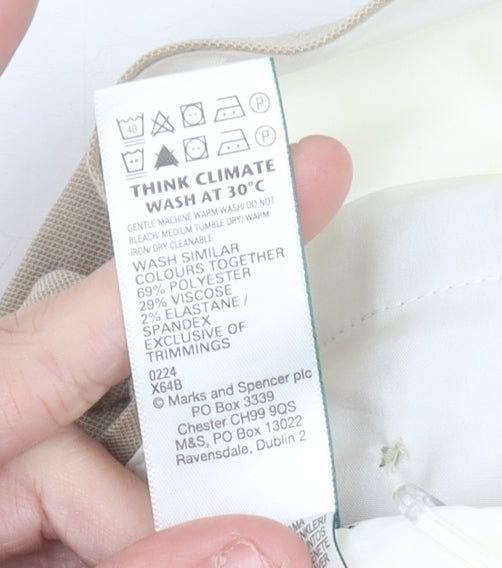 40 P
P
THINK CLIMATE
WASH AT 30°C
GENTLE MACHINE WARM WASH/ DO NOT
BLEACH/ MEDIUM TUMBLE DRY/ WARM
IRON/ DRY CLEANABLE
WASH SIMILAR
COLOURS TOGETHER
69% POLYESTER
29% VISCOSE
2% ELASTANE /
SPANDEX
EXCLUSIVE OF
TRIMMINGS
0224
X64B
© Marks and Spencer plc
PO Box 3339
Chester CH99 9QS
M&S, PO Box 13022
Ravensdale, Dublin 2